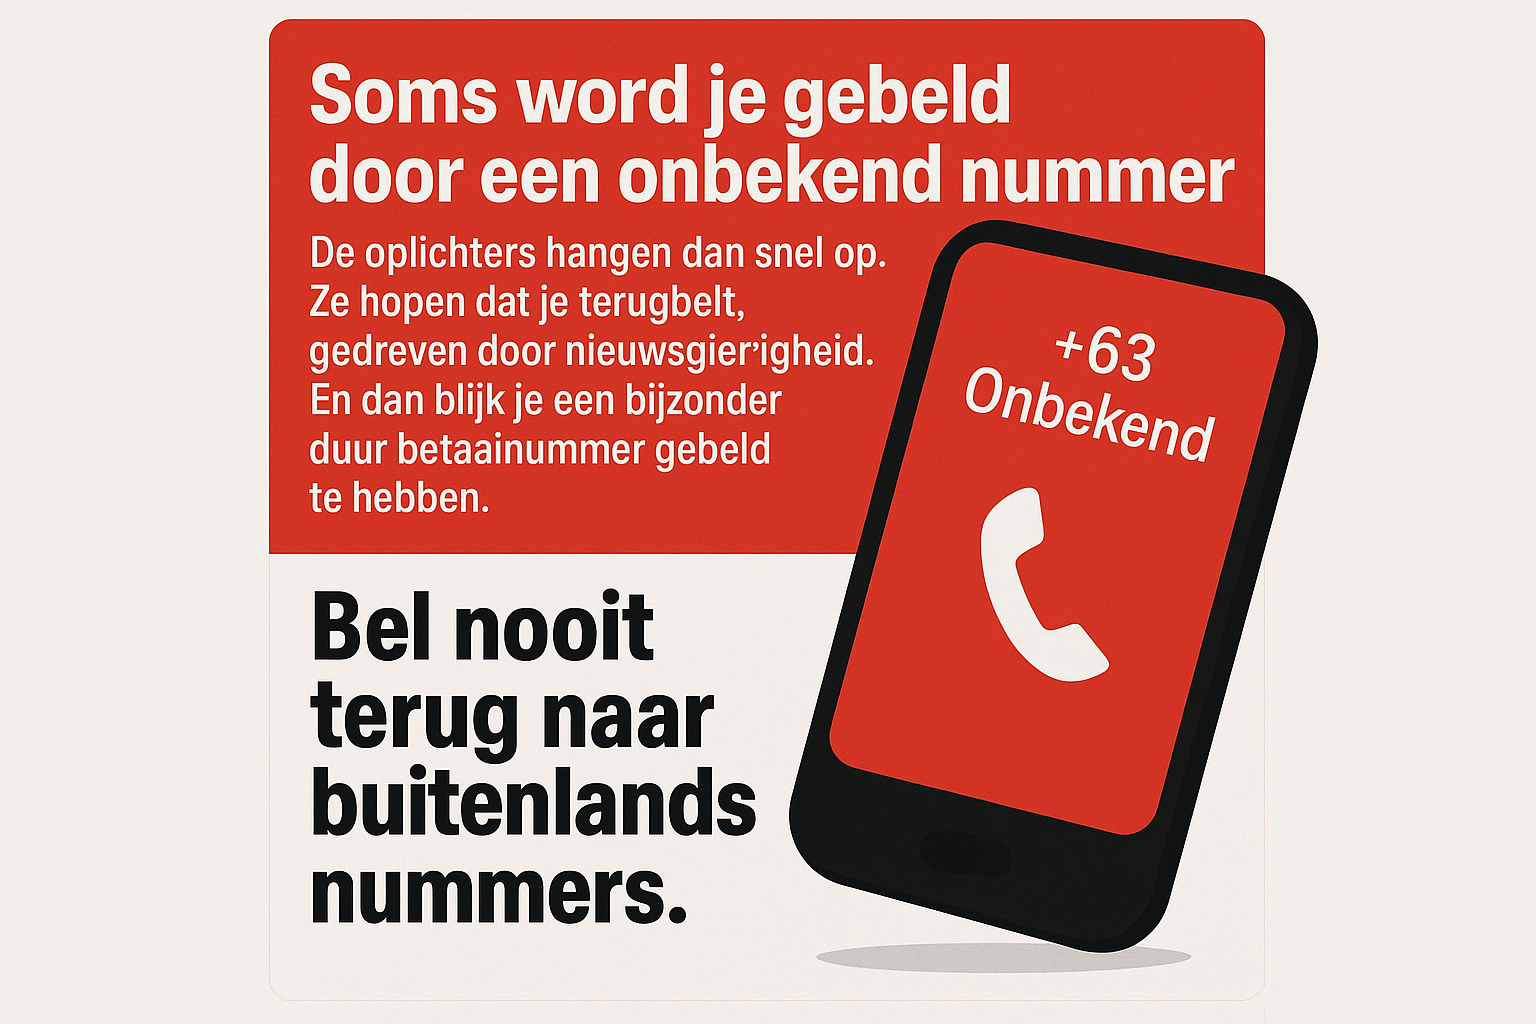 Soms word je gebeld
door een onbekend nummer
De oplichters hangen dan snel op.
Ze hopen dat je terugbelt,
gedreven door nieuwsgier’igheid.
En dan blijk je een bijzonder
duur betaainummer gebeld
te hebben.
+63
Onbekend
Bel nooit
terug naar
buitenlands
nummers.